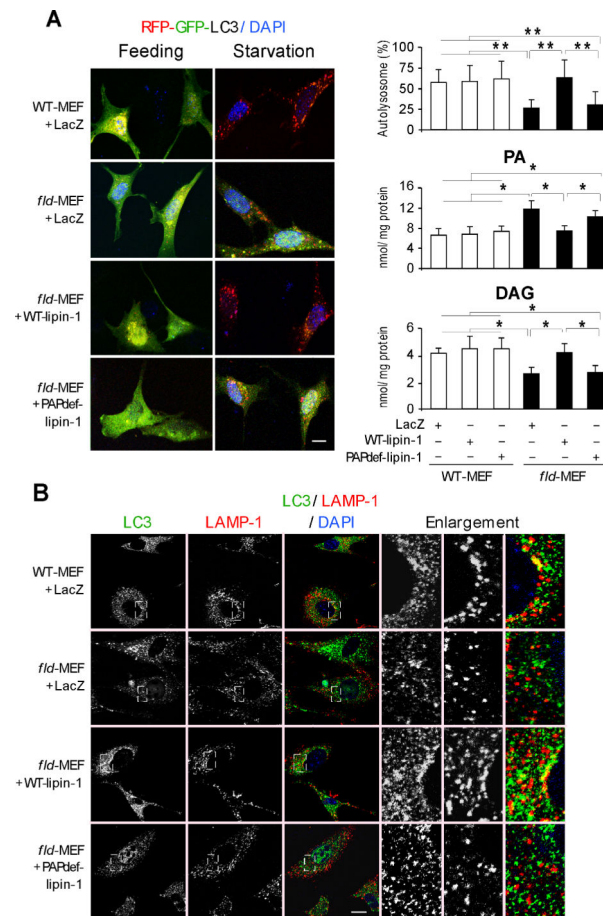 A
RFP-GFP-LC3/ DAPI
Feeding Starvation
WT-MEF
+LacZ
fld-MEF
+LacZ
fld-MEF
+WT-lipin-1
fld-MEF
+PAPdef-
lipin-1
Autolysosome (%)
100
75
50
25
0
** ** ** **
PA
nmol/ mg protein
16
12
8
4
0
* * * *
DAG
nmol/ mg protein
6
4
2
0
* * * *
LacZ + − − + − −
WT-lipin-1 − + − − + −
PAPdef-lipin-1 − − + − − +
WT-MEF fld-MEF
B
LC3 LAMP-1 LC3/ LAMP-1 / DAPI Enlargement
WT-MEF
+LacZ
fld-MEF
+LacZ
fld-MEF
+WT-lipin-1
fld-MEF
+PAPdef-
lipin-1